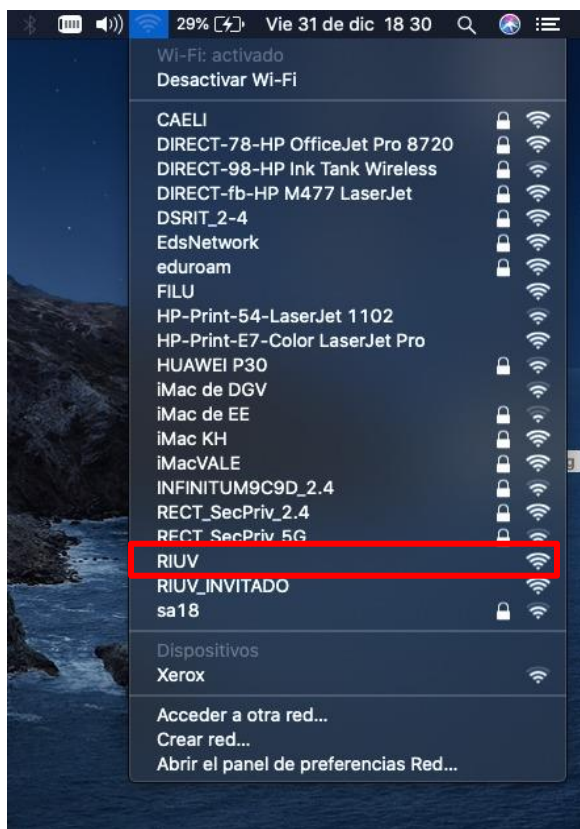 29% Vie 31 de dic 18 30
Wi-Fi: activado
Desactivar Wi-Fi
CAELI
DIRECT-78-HP OfficeJet Pro 8720
DIRECT-98-HP Ink Tank Wireless
DIRECT-fb-HP M477 LaserJet
DSRIT_2-4
EdsNetwork
eduroam
FILU
HP-Print-54-LaserJet 1102
HP-Print-E7-Color LaserJet Pro
HUAWEI P30
iMac de DGV
iMac de EE
iMac KH
iMacVALE
g
INFINITUM9C9D_2.4
RECT_SecPriv_2.4
RECT_SecPriv_5G
RIUV
RIUV_INVITADO
sa18
Dispositivos
Xerox
Acceder a otra red...
Crear red...
Abrir el panel de preferencias Red...